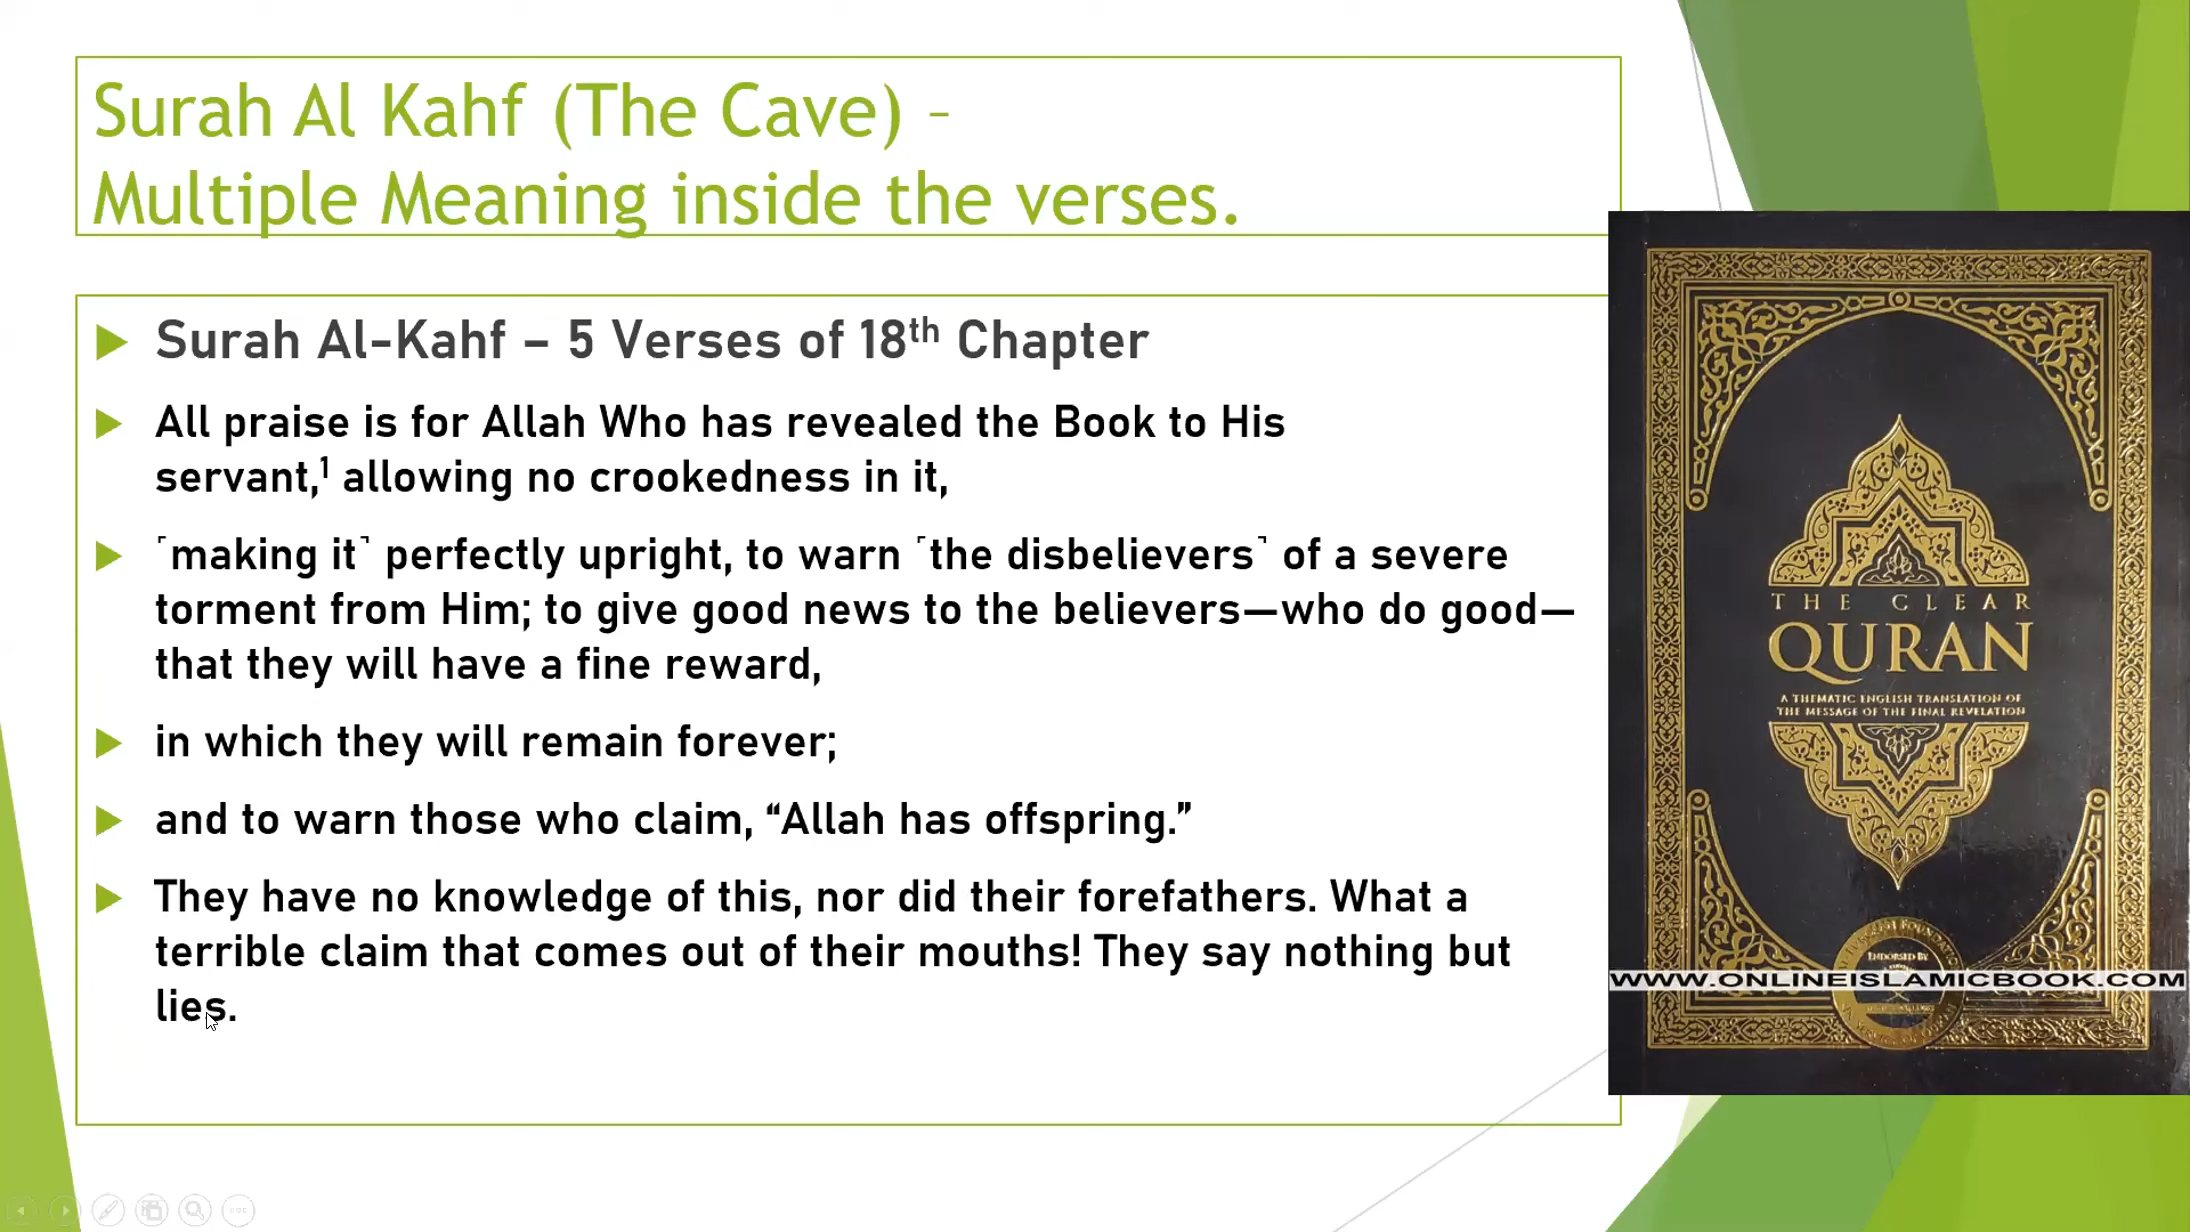 Surah Al Kahf (The Cave) –
Multiple Meaning inside the verses.
Surah Al-Kahf – 5 Verses of 18th Chapter
All praise is for Allah Who has revealed the Book to His
servant,¹ allowing no crookedness in it,
˹making it˺ perfectly upright, to warn ˹the disbelievers˺ of a severe
torment from Him; to give good news to the believers—who do good—
that they will have a fine reward,
in which they will remain forever;
and to warn those who claim, “Allah has offspring.”
They have no knowledge of this, nor did their forefathers. What a
terrible claim that comes out of their mouths! They say nothing but
lies.
THE CLEAR
QURAN
A THEMATIC ENGLISH TRANSLATION OF
THE MESSAGE OF THE FINAL REVELATION
ENDORSED BY
WWW.ONLINEISLAMICBOOK.COM